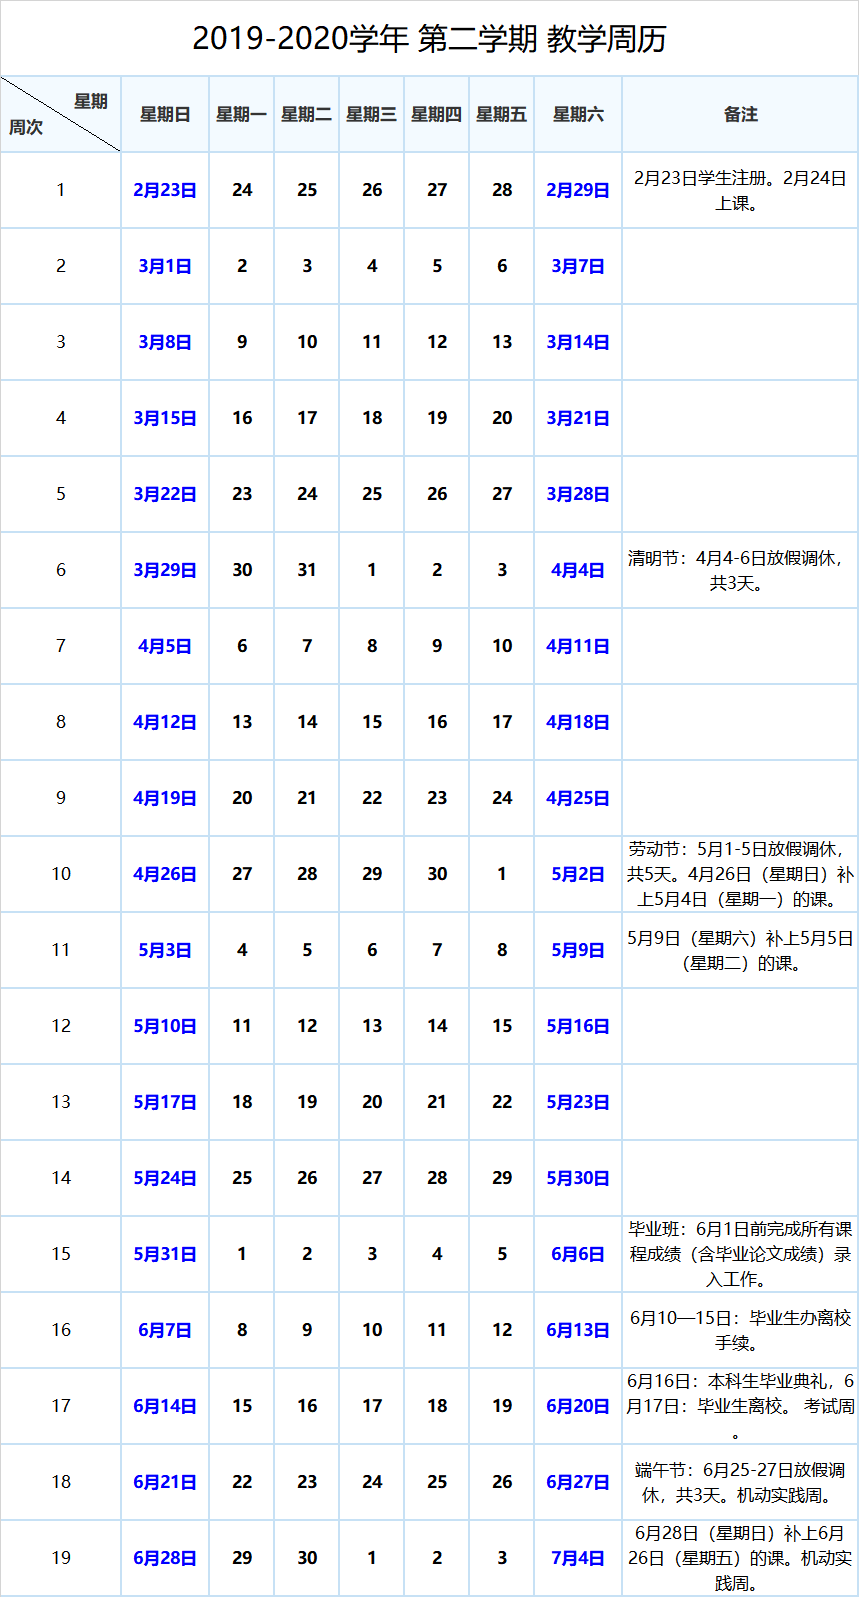 2019-2020学年 第二学期 教学周历
星期
周次
星期日 星期一 星期二 星期三 星期四 星期五 星期六 备注
1 2月23日 24 25 26 27 28 2月29日 2月23日学生注册。2月24日
上课。
2 3月1日 2 3 4 5 6 3月7日
3 3月8日 9 10 11 12 13 3月14日
4 3月15日 16 17 18 19 20 3月21日
5 3月22日 23 24 25 26 27 3月28日
6 3月29日 30 31 1 2 3 4月4日 清明节：4月4-6日放假调休，
共3天。
7 4月5日 6 7 8 9 10 4月11日
8 4月12日 13 14 15 16 17 4月18日
9 4月19日 20 21 22 23 24 4月25日
10 4月26日 27 28 29 30 1 5月2日 劳动节：5月1-5日放假调休，
共5天。4月26日（星期日）补
上5月4日（星期一）的课。
11 5月3日 4 5 6 7 8 5月9日 5月9日（星期六）补上5月5日
（星期二）的课。
12 5月10日 11 12 13 14 15 5月16日
13 5月17日 18 19 20 21 22 5月23日
14 5月24日 25 26 27 28 29 5月30日
15 5月31日 1 2 3 4 5 6月6日 毕业班：6月1日前完成所有课
程成绩（含毕业论文成绩）录
入工作。
16 6月7日 8 9 10 11 12 6月13日 6月10—15日：毕业生办离校
手续。
17 6月14日 15 16 17 18 19 6月20日 6月16日：本科生毕业典礼，6
月17日：毕业生离校。 考试周
。
18 6月21日 22 23 24 25 26 6月27日 端午节：6月25-27日放假调
休，共3天。机动实践周。
19 6月28日 29 30 1 2 3 7月4日 6月28日（星期日）补上6月
26日（星期五）的课。机动实
践周。